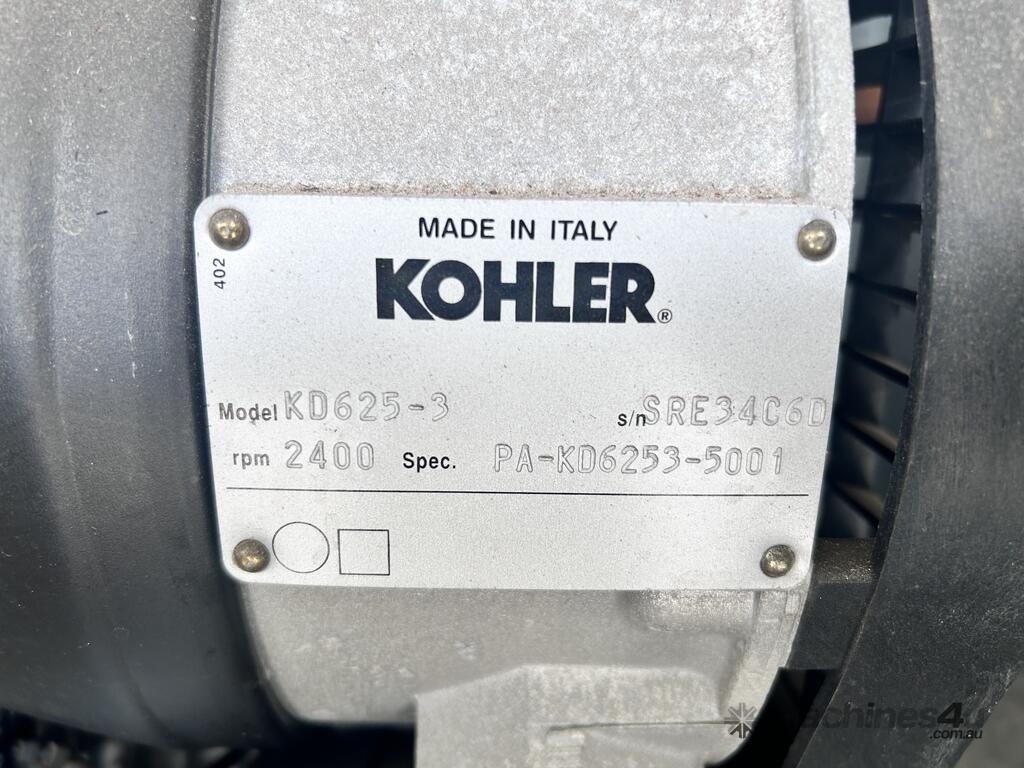 MADE IN ITALY
402
KOHLER®
Model KD625-3 s/n SRE34C6D
rpm 2400 Spec. PA-KD6253-5001
machines4u
.com.au